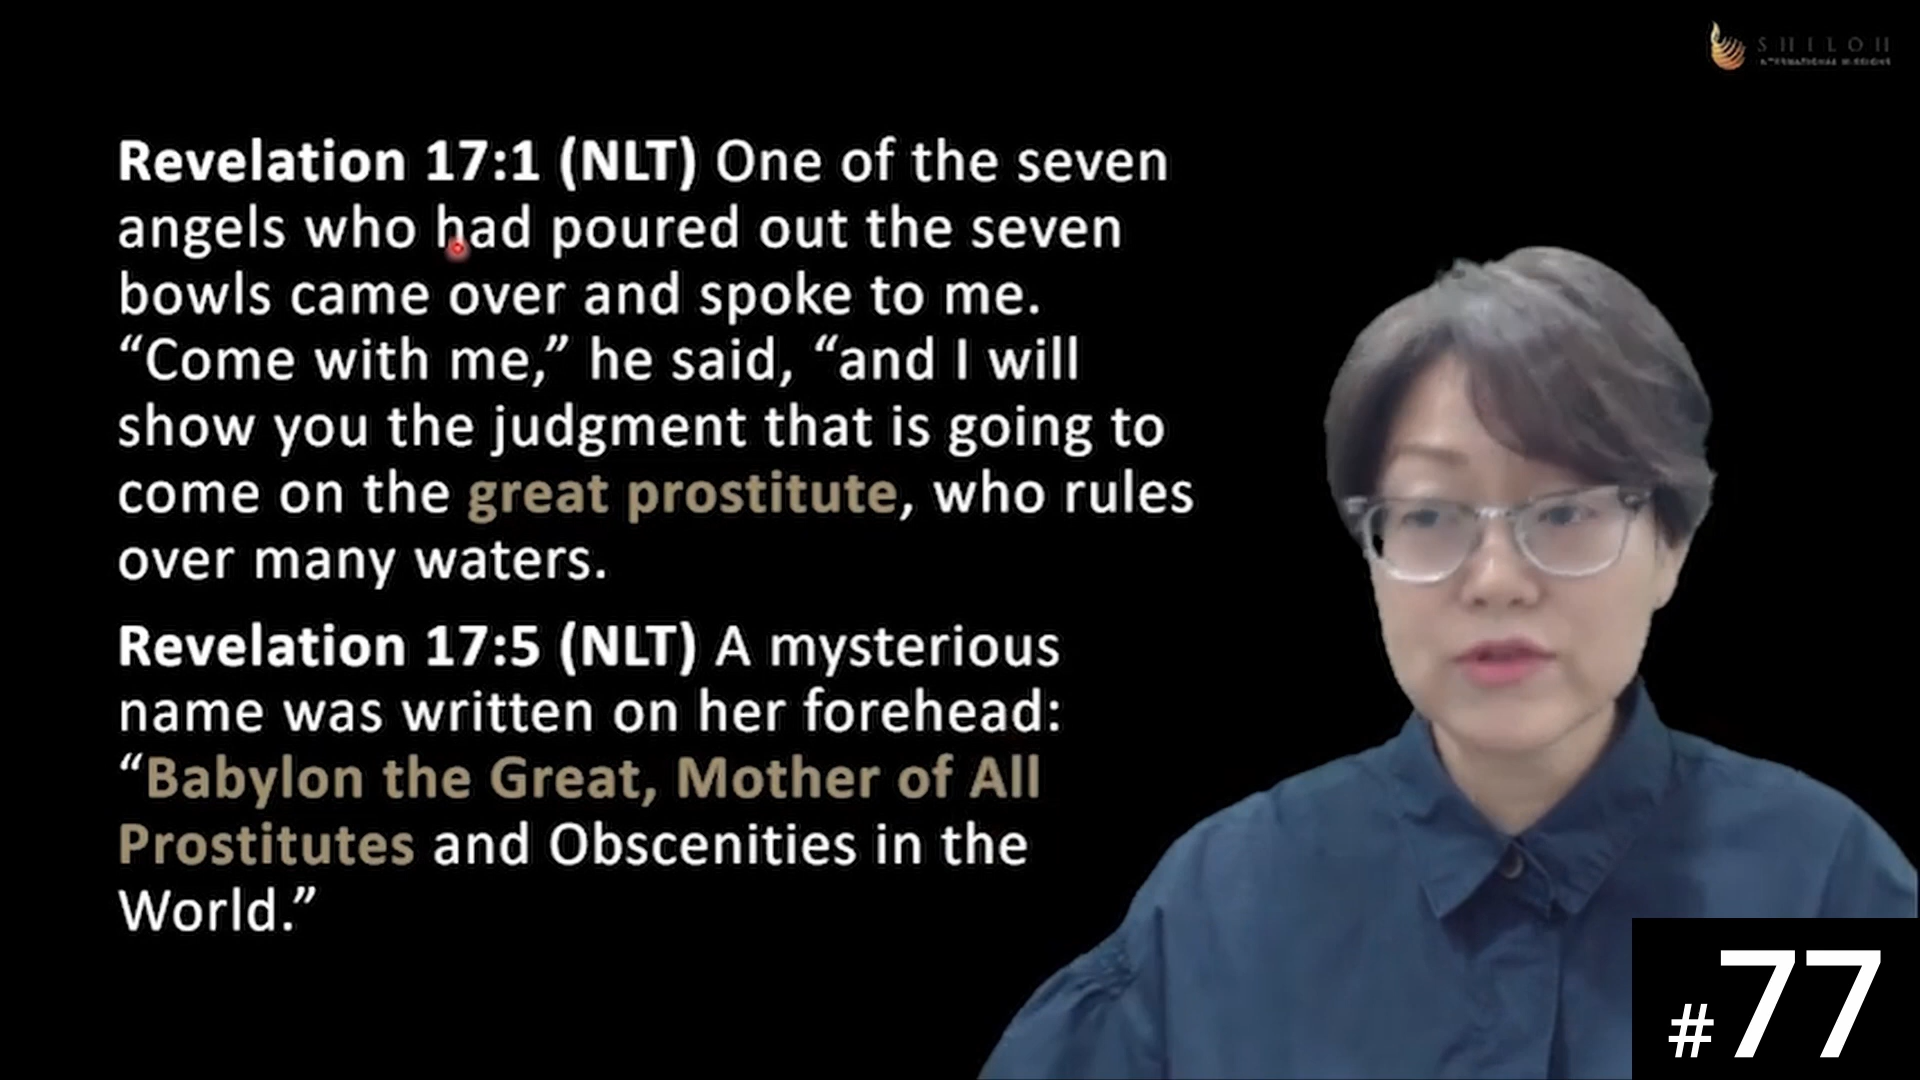 SHILOH
INTERNATIONAL MISSIONS
Revelation 17:1 (NLT) One of the seven
angels who had poured out the seven
bowls came over and spoke to me.
“Come with me,” he said, “and I will
show you the judgment that is going to
come on the great prostitute, who rules
over many waters.
Revelation 17:5 (NLT) A mysterious
name was written on her forehead:
“Babylon the Great, Mother of All
Prostitutes and Obscenities in the
World.”
#77